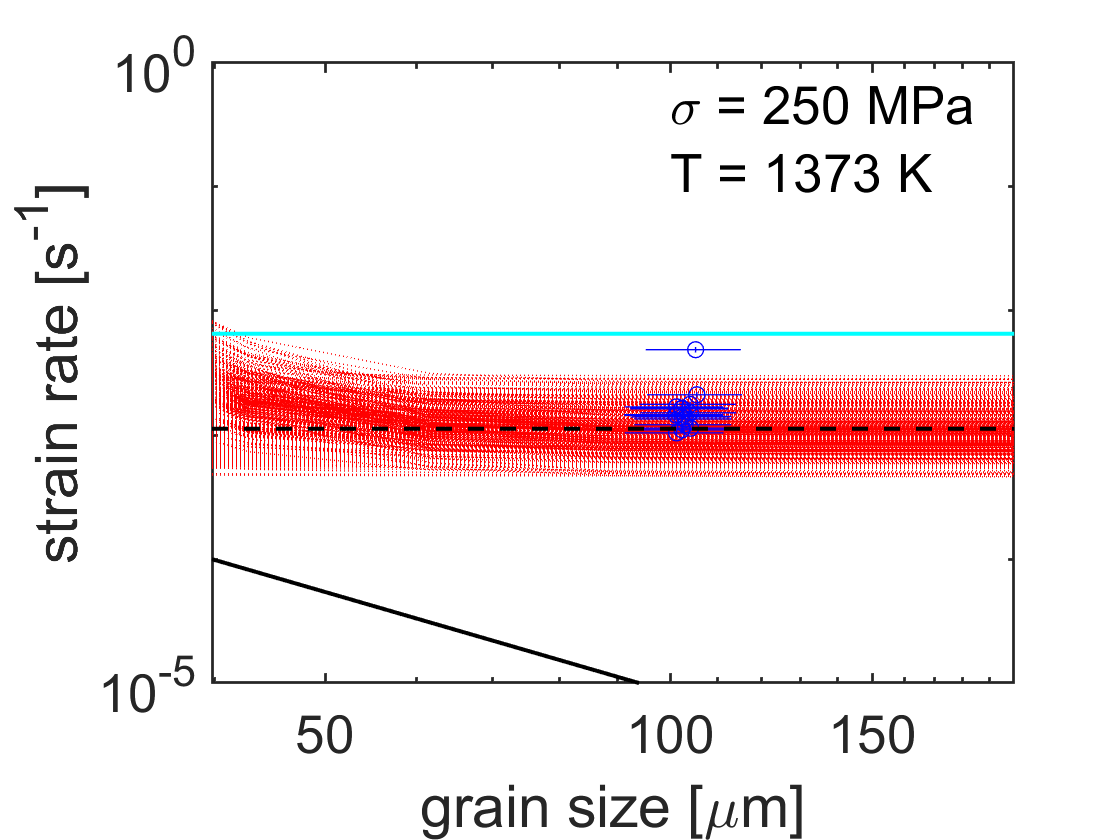 10^0
σ = 250 MPa
T = 1373 K
strain rate [s^-1]
10^-5
50
100
150
grain size [μm]